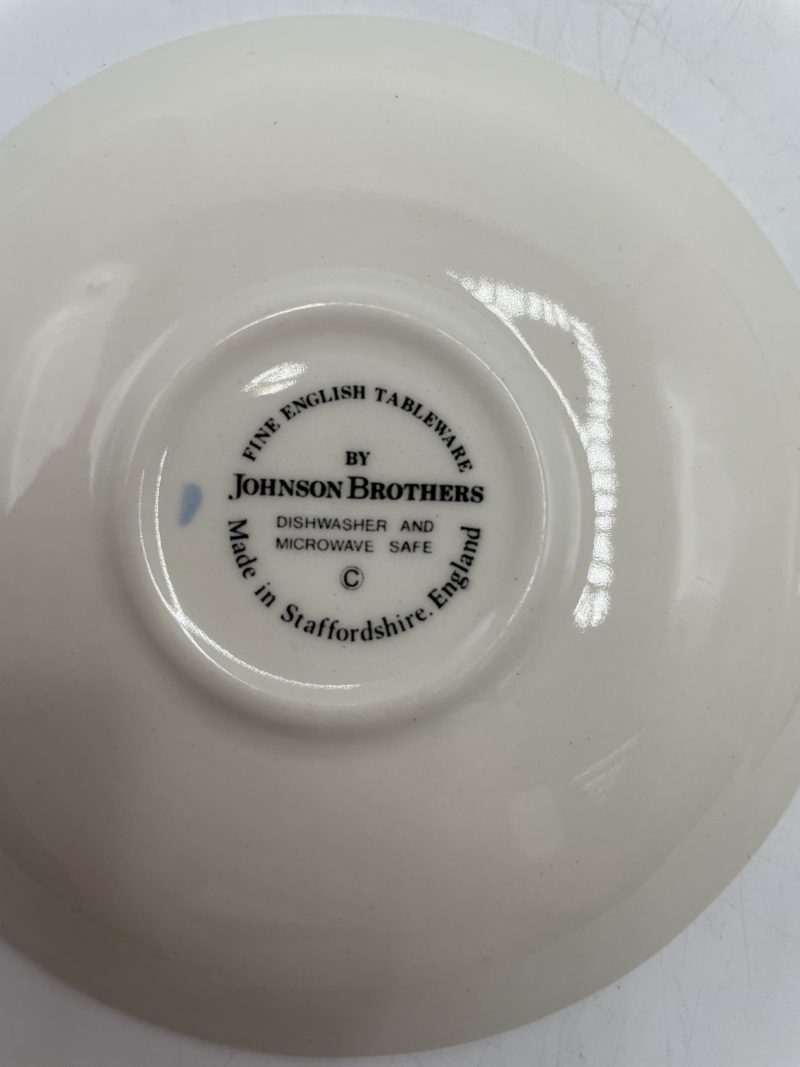 FINE ENGLISH TABLEWARE
BY
JOHNSON BROTHERS
DISHWASHER AND
MICROWAVE SAFE
©
Made in Staffordshire. England